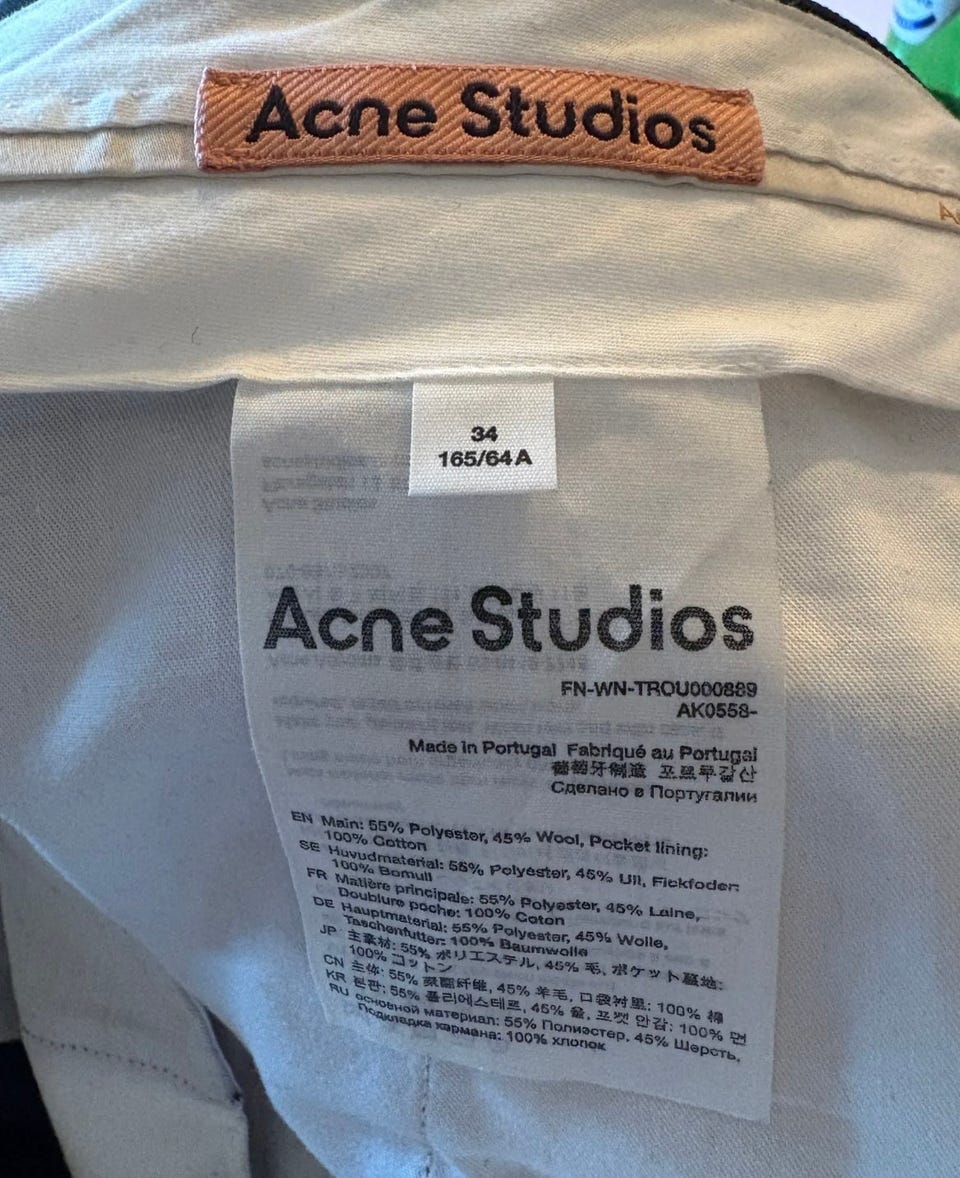 Acne Studios
34
165/64A
Acne Studios
FN-WN-TROU000889
AK0558-
Made in Portugal Fabriqué au Portugal
葡萄牙制造 포르투갈산
Сделано в Португалии
EN Main: 55% Polyester, 45% Wool, Pocket lining:
100% Cotton
SE Huvudmaterial: 55% Polyester, 45% Ull, Fickfoder:
100% Bomull
FR Matière principale: 55% Polyester, 45% Laine,
Doublure poche: 100% Coton
DE Hauptmaterial: 55% Polyester, 45% Wolle,
Taschenfutter: 100% Baumwolle
JP 主素材: 55% ポリエステル, 45% 毛, ポケット裏地:
100% コットン
CN 主体: 55% 聚酯纤维, 45% 羊毛, 口袋衬里: 100% 棉
KR 본판: 55% 폴리에스테르, 45% 울, 포켓 안감: 100% 면
RU основной материал: 55% Полиэстер, 45% Шерсть,
Подкладка кармана: 100% хлопок